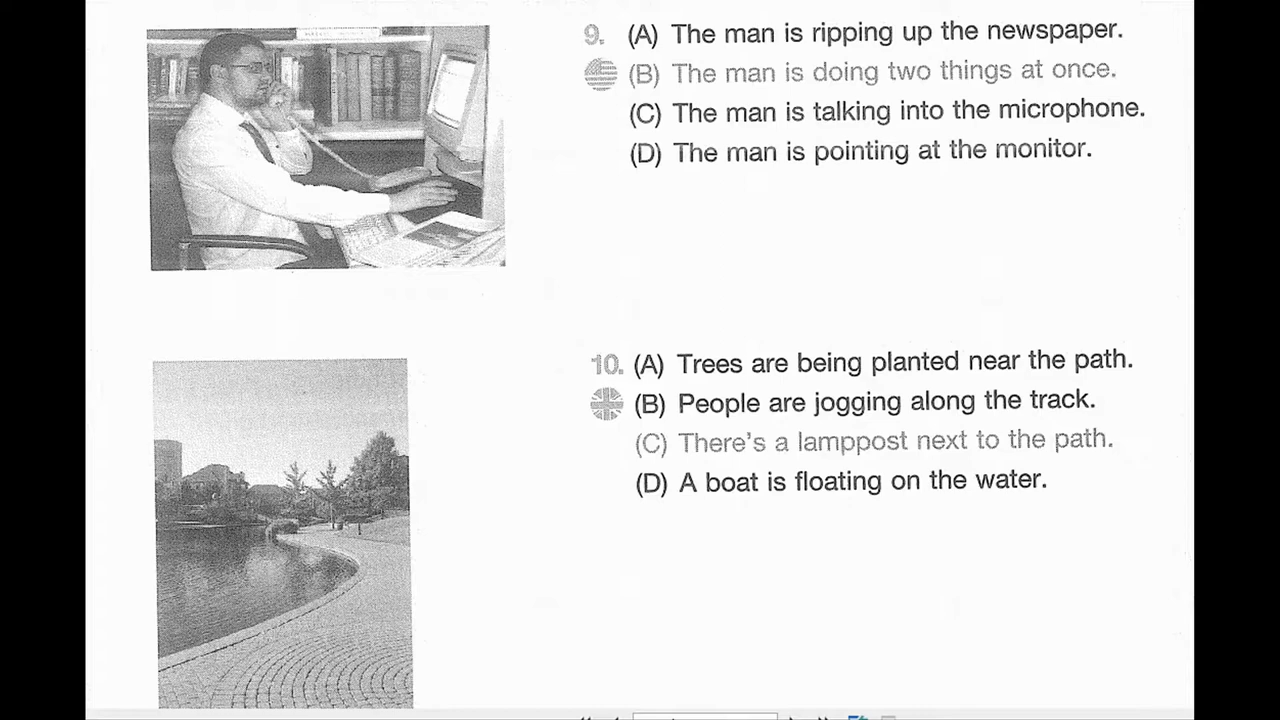 9. (A) The man is ripping up the newspaper.
(B) The man is doing two things at once.
(C) The man is talking into the microphone.
(D) The man is pointing at the monitor.
10. (A) Trees are being planted near the path.
(B) People are jogging along the track.
(C) There's a lamppost next to the path.
(D) A boat is floating on the water.